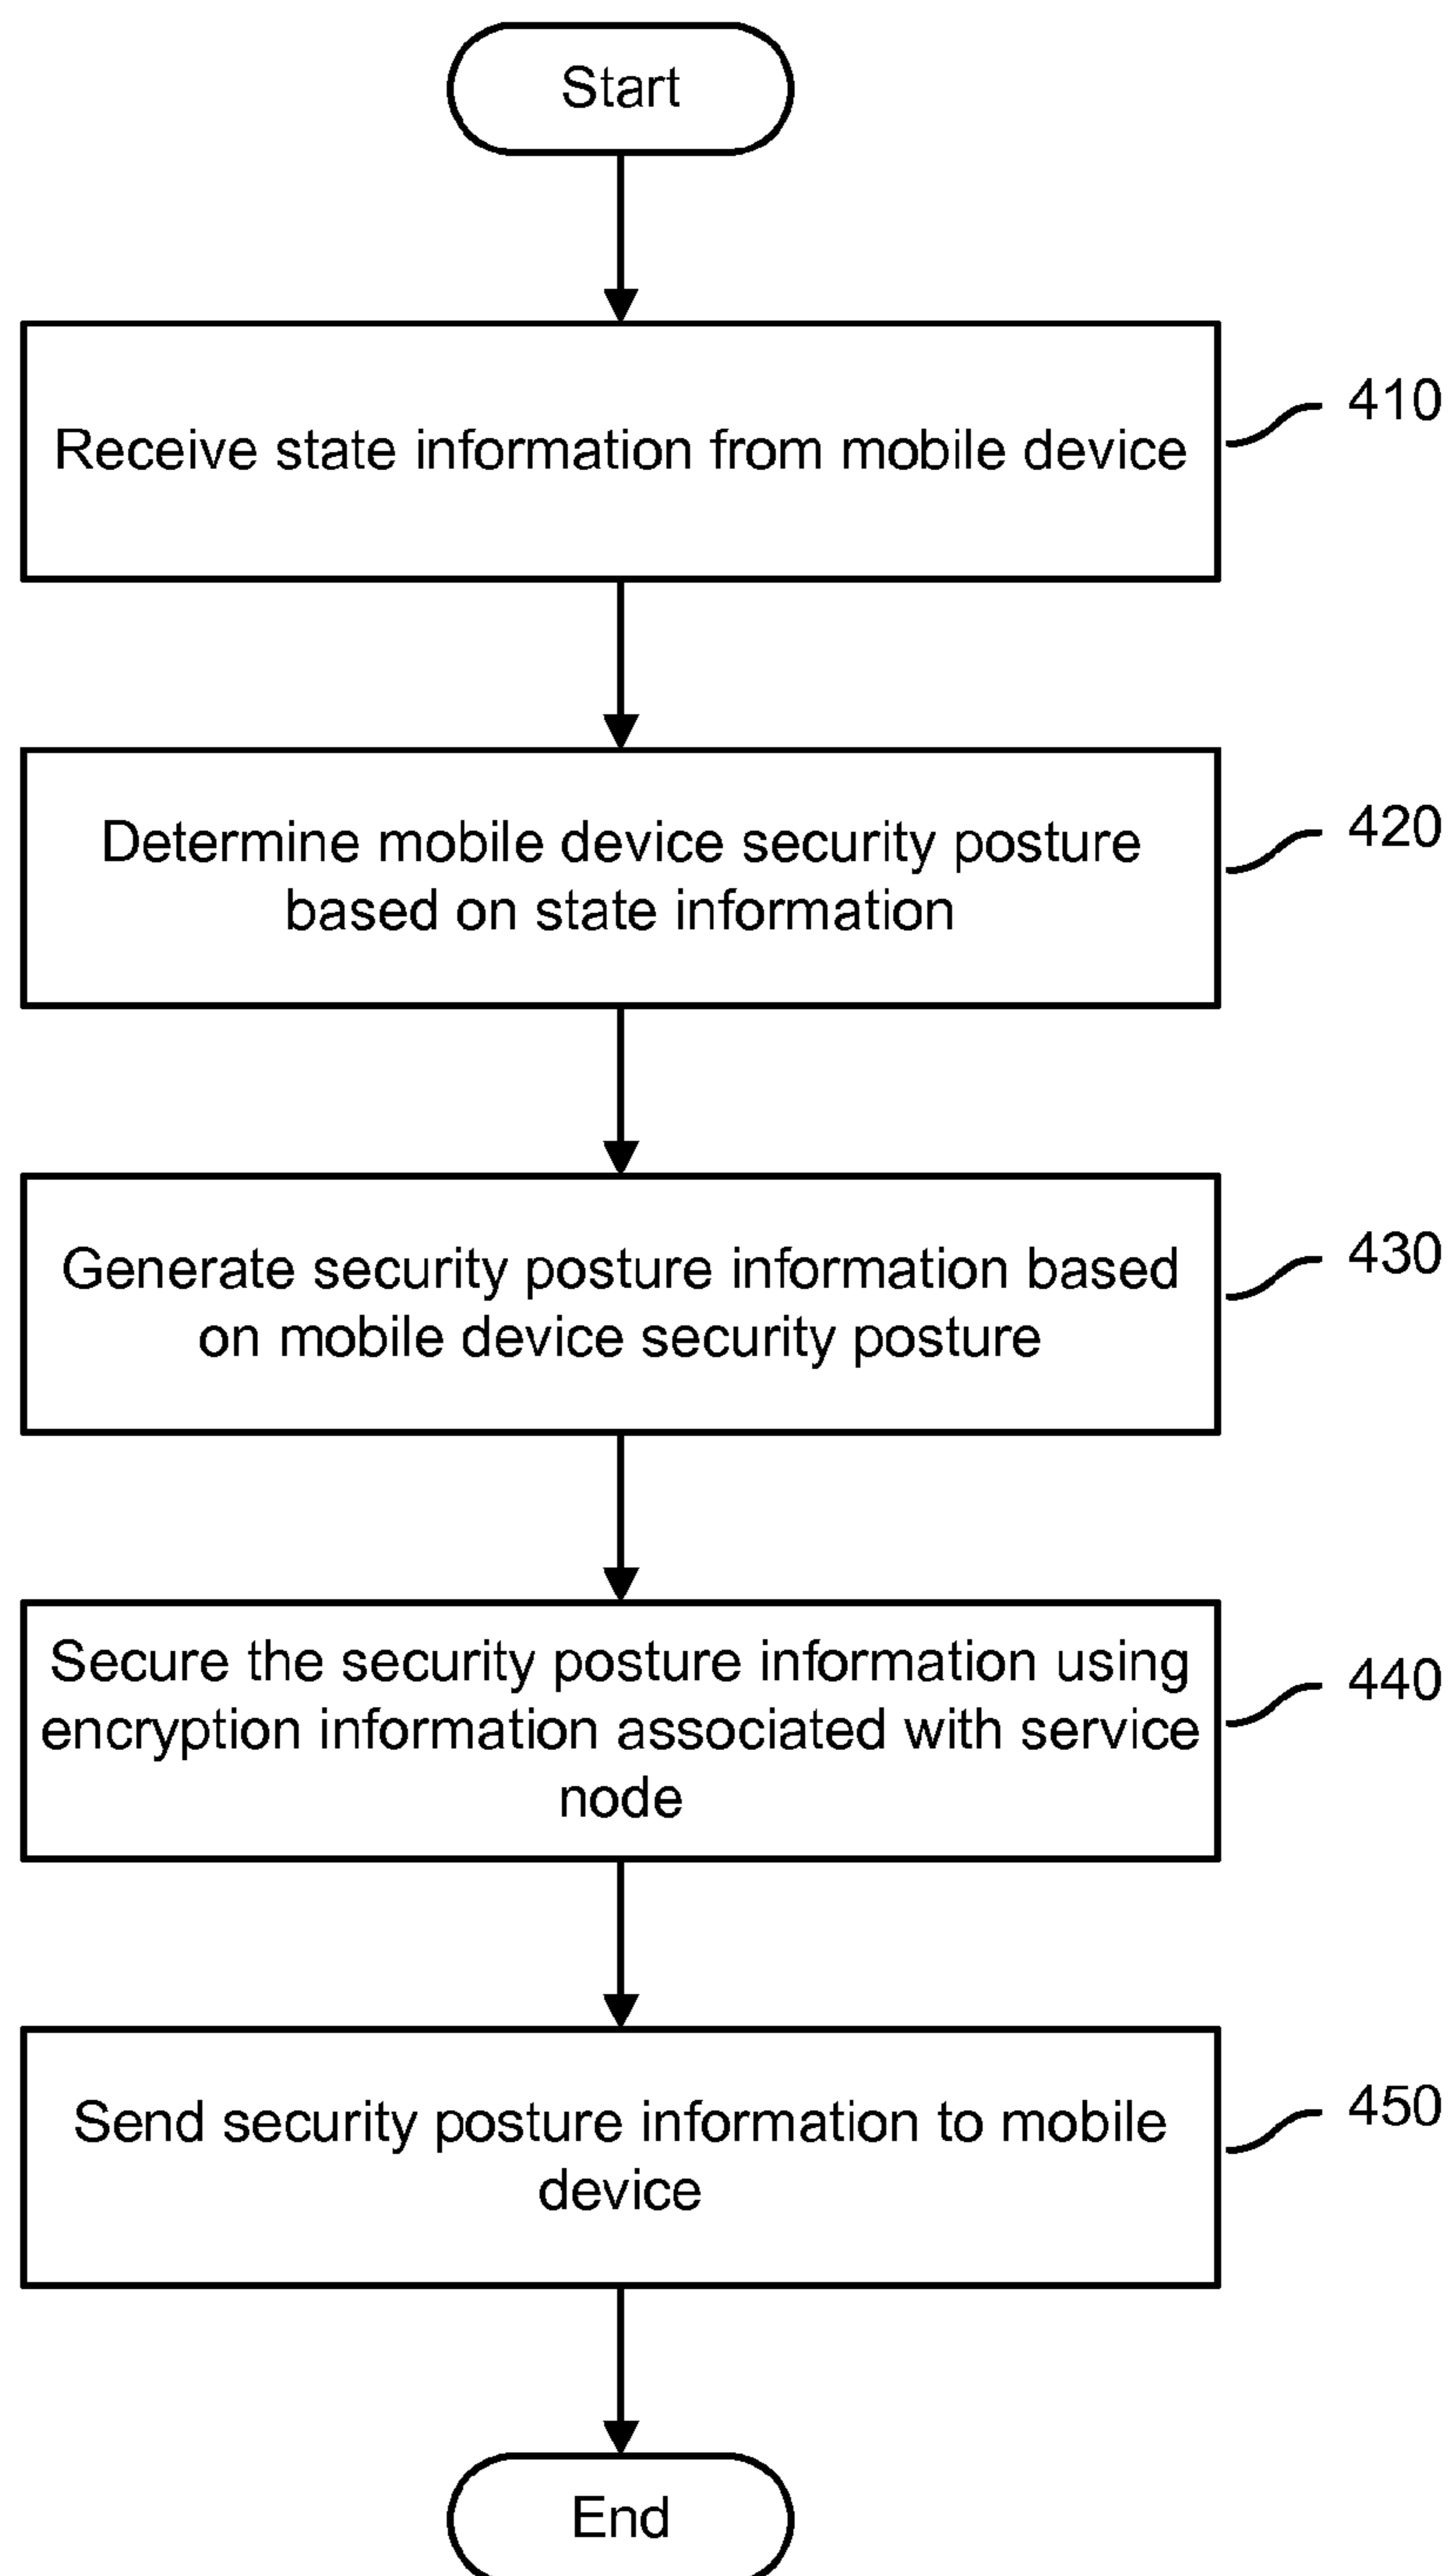 Start
Receive state information from mobile device
410
Determine mobile device security posture
based on state information
420
Generate security posture information based
on mobile device security posture
430
Secure the security posture information using
encryption information associated with service
node
440
Send security posture information to mobile
device
450
End